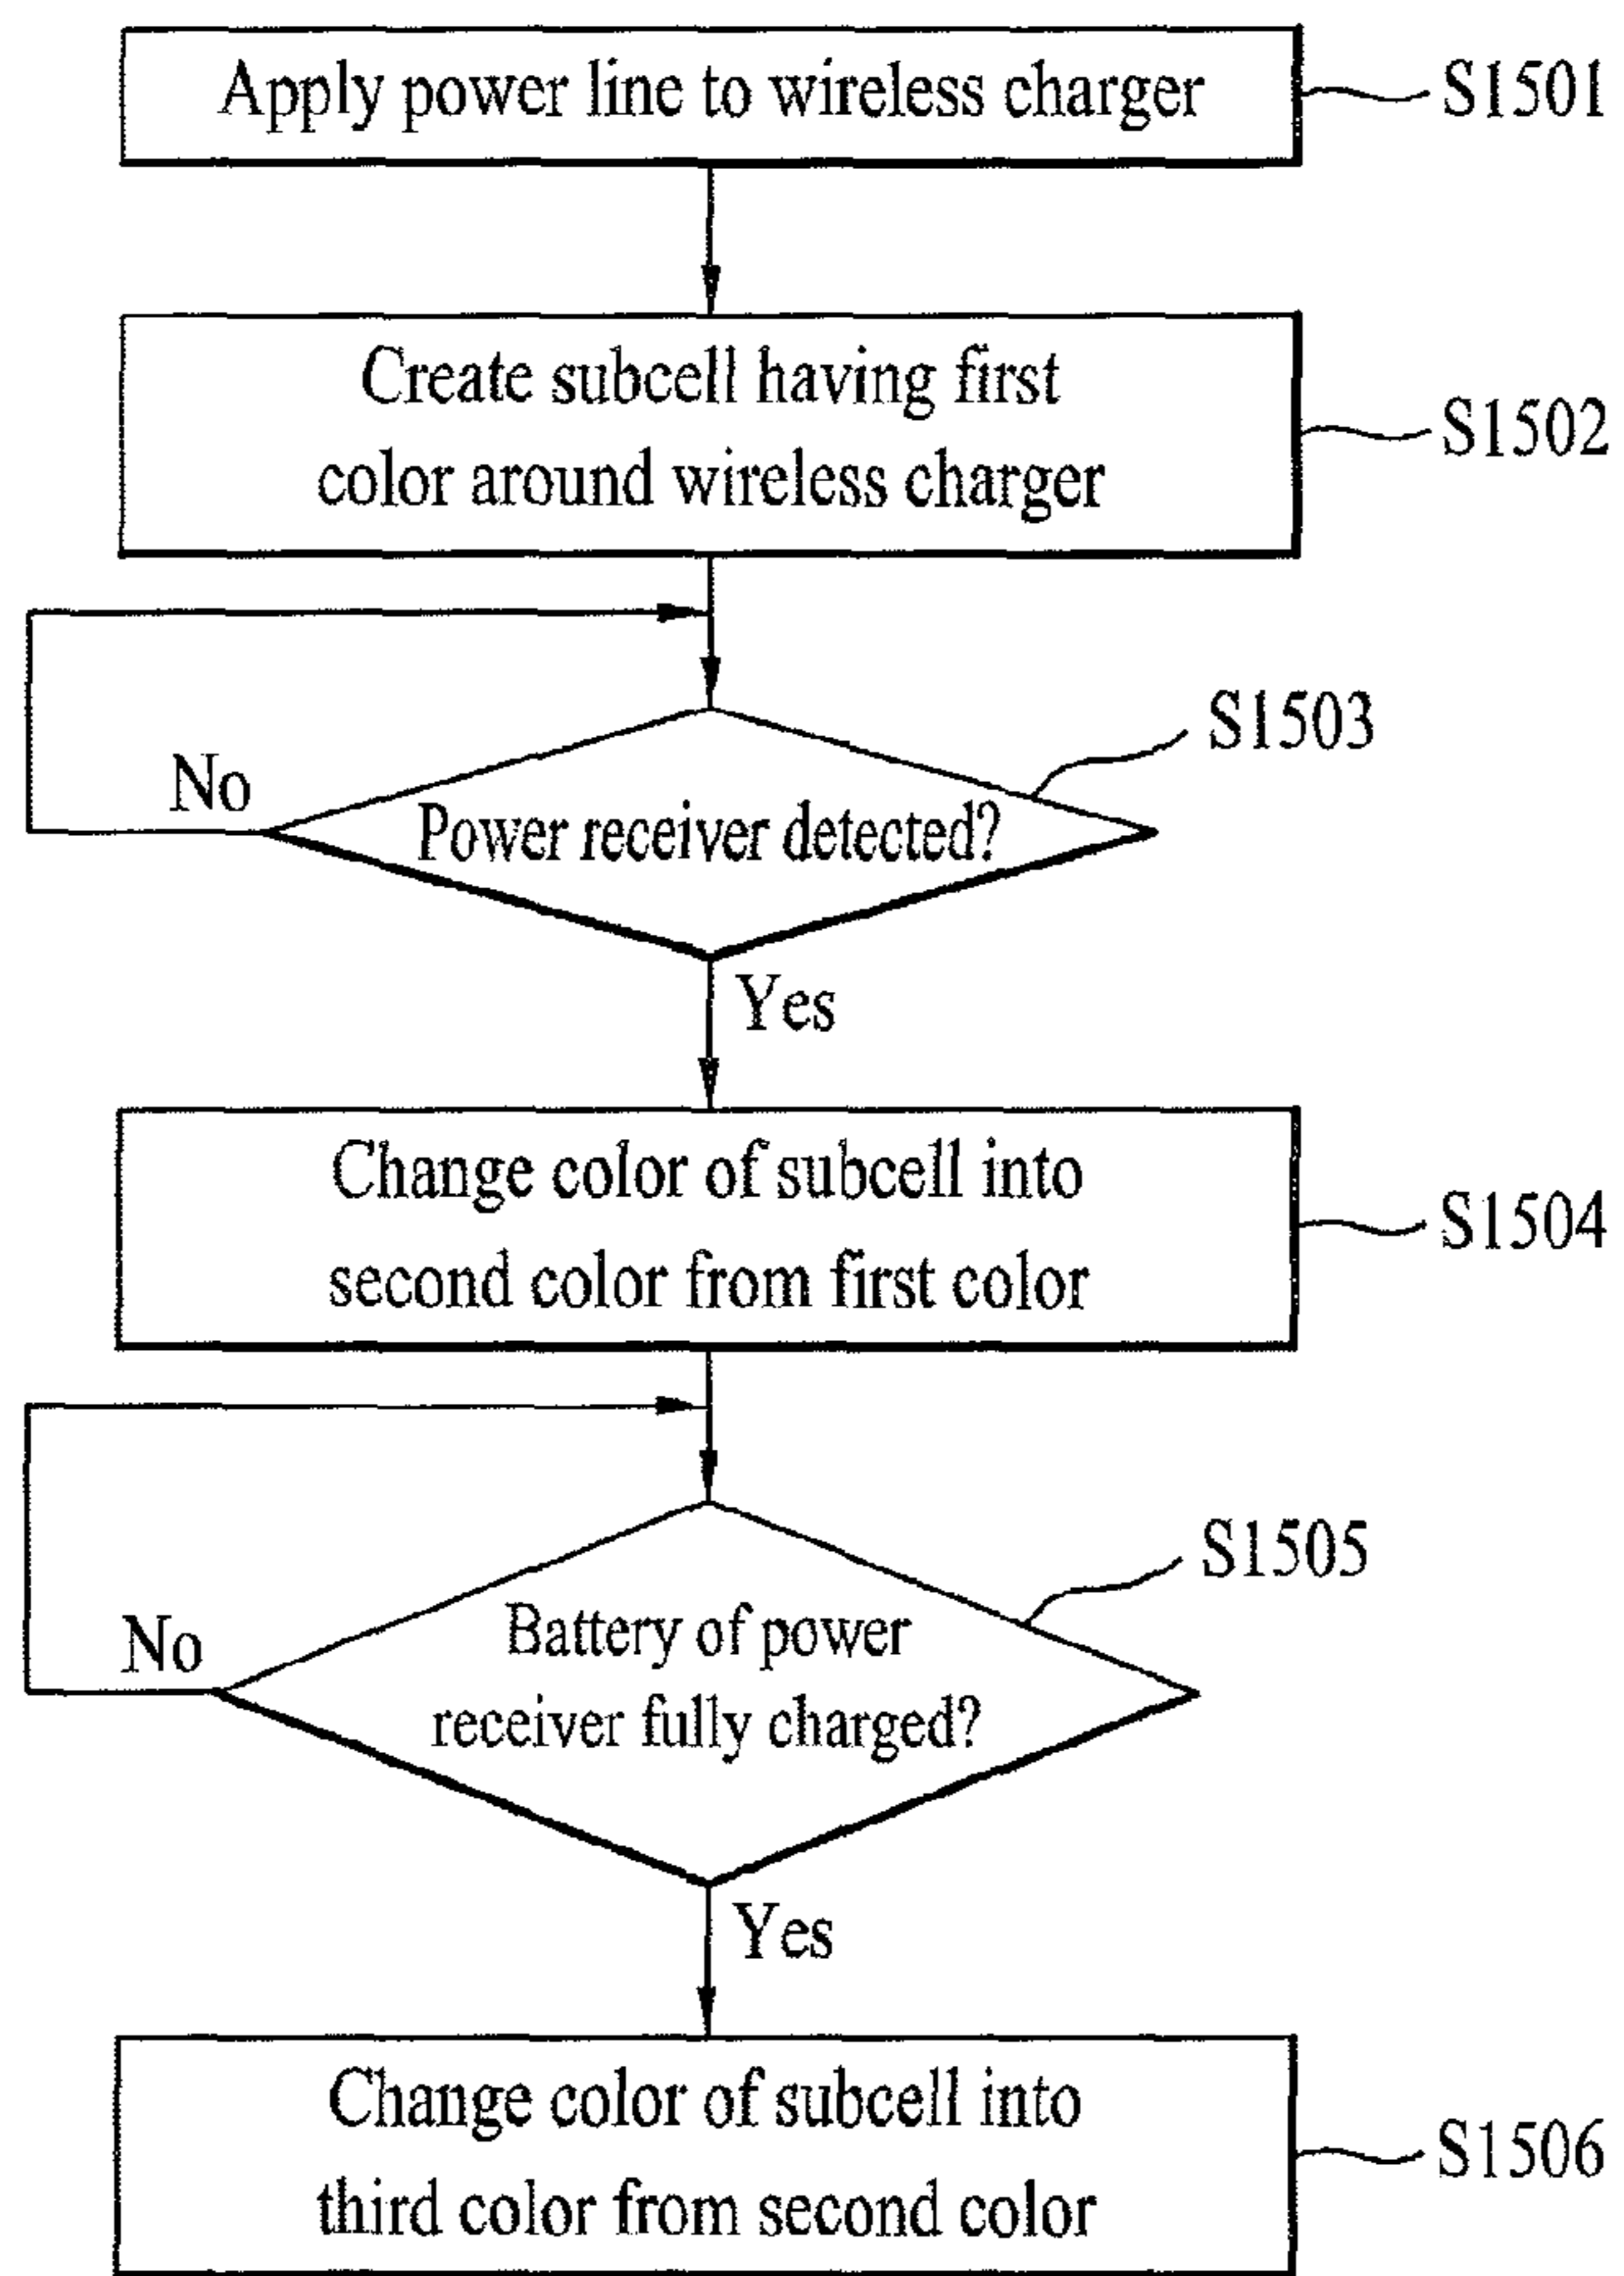 Apply power line to wireless charger
S1501
Create subcell having first
color around wireless charger
S1502
S1503
No
Power receiver detected?
Yes
Change color of subcell into
second color from first color
S1504
S1505
No
Battery of power
receiver fully charged?
Yes
Change color of subcell into
third color from second color
S1506